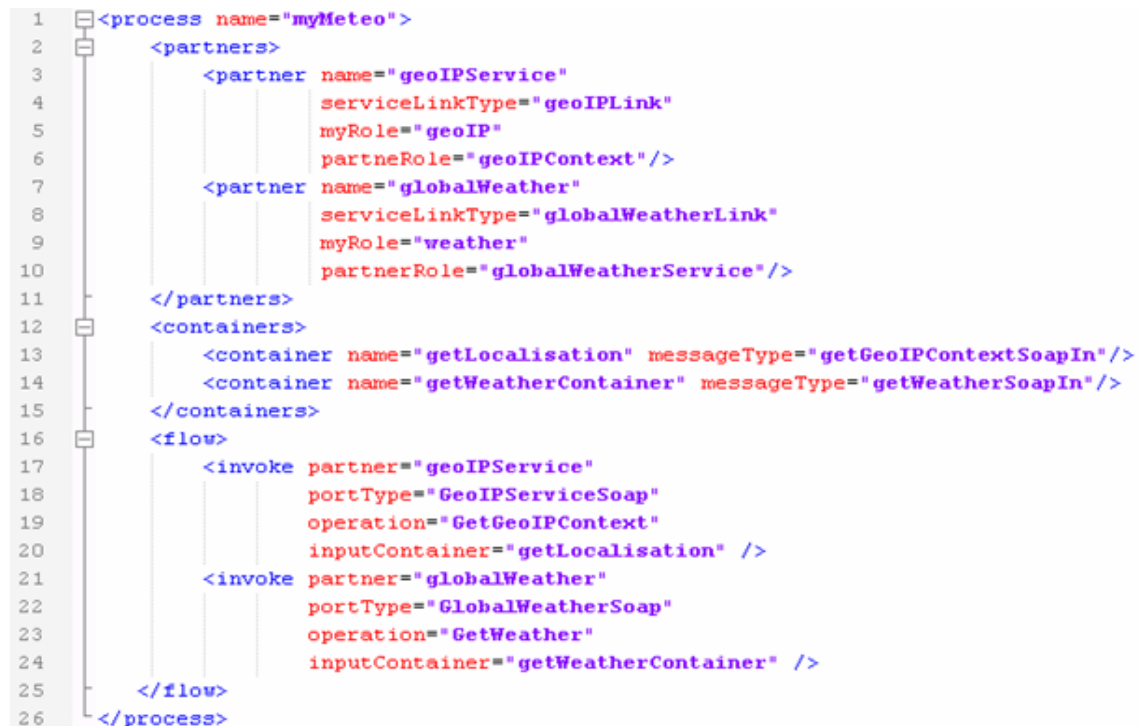 1 <process name="myMeteo">
2 <partners>
3 <partner name="geoIPService"
4 serviceLinkType="geoIPLink"
5 myRole="geoIP"
6 partneRole="geoIPContext"/>
7 <partner name="globalWeather"
8 serviceLinkType="globalWeatherLink"
9 myRole="weather"
10 partnerRole="globalWeatherService"/>
11 </partners>
12 <containers>
13 <container name="getLocalisation" messageType="getGeoIPContextSoapIn"/>
14 <container name="getWeatherContainer" messageType="getWeatherSoapIn"/>
15 </containers>
16 <flow>
17 <invoke partner="geoIPService"
18 portType="GeoIPServiceSoap"
19 operation="GetGeoIPContext"
20 inputContainer="getLocalisation" />
21 <invoke partner="globalWeather"
22 portType="GlobalWeatherSoap"
23 operation="GetWeather"
24 inputContainer="getWeatherContainer" />
25 </flow>
26 </process>